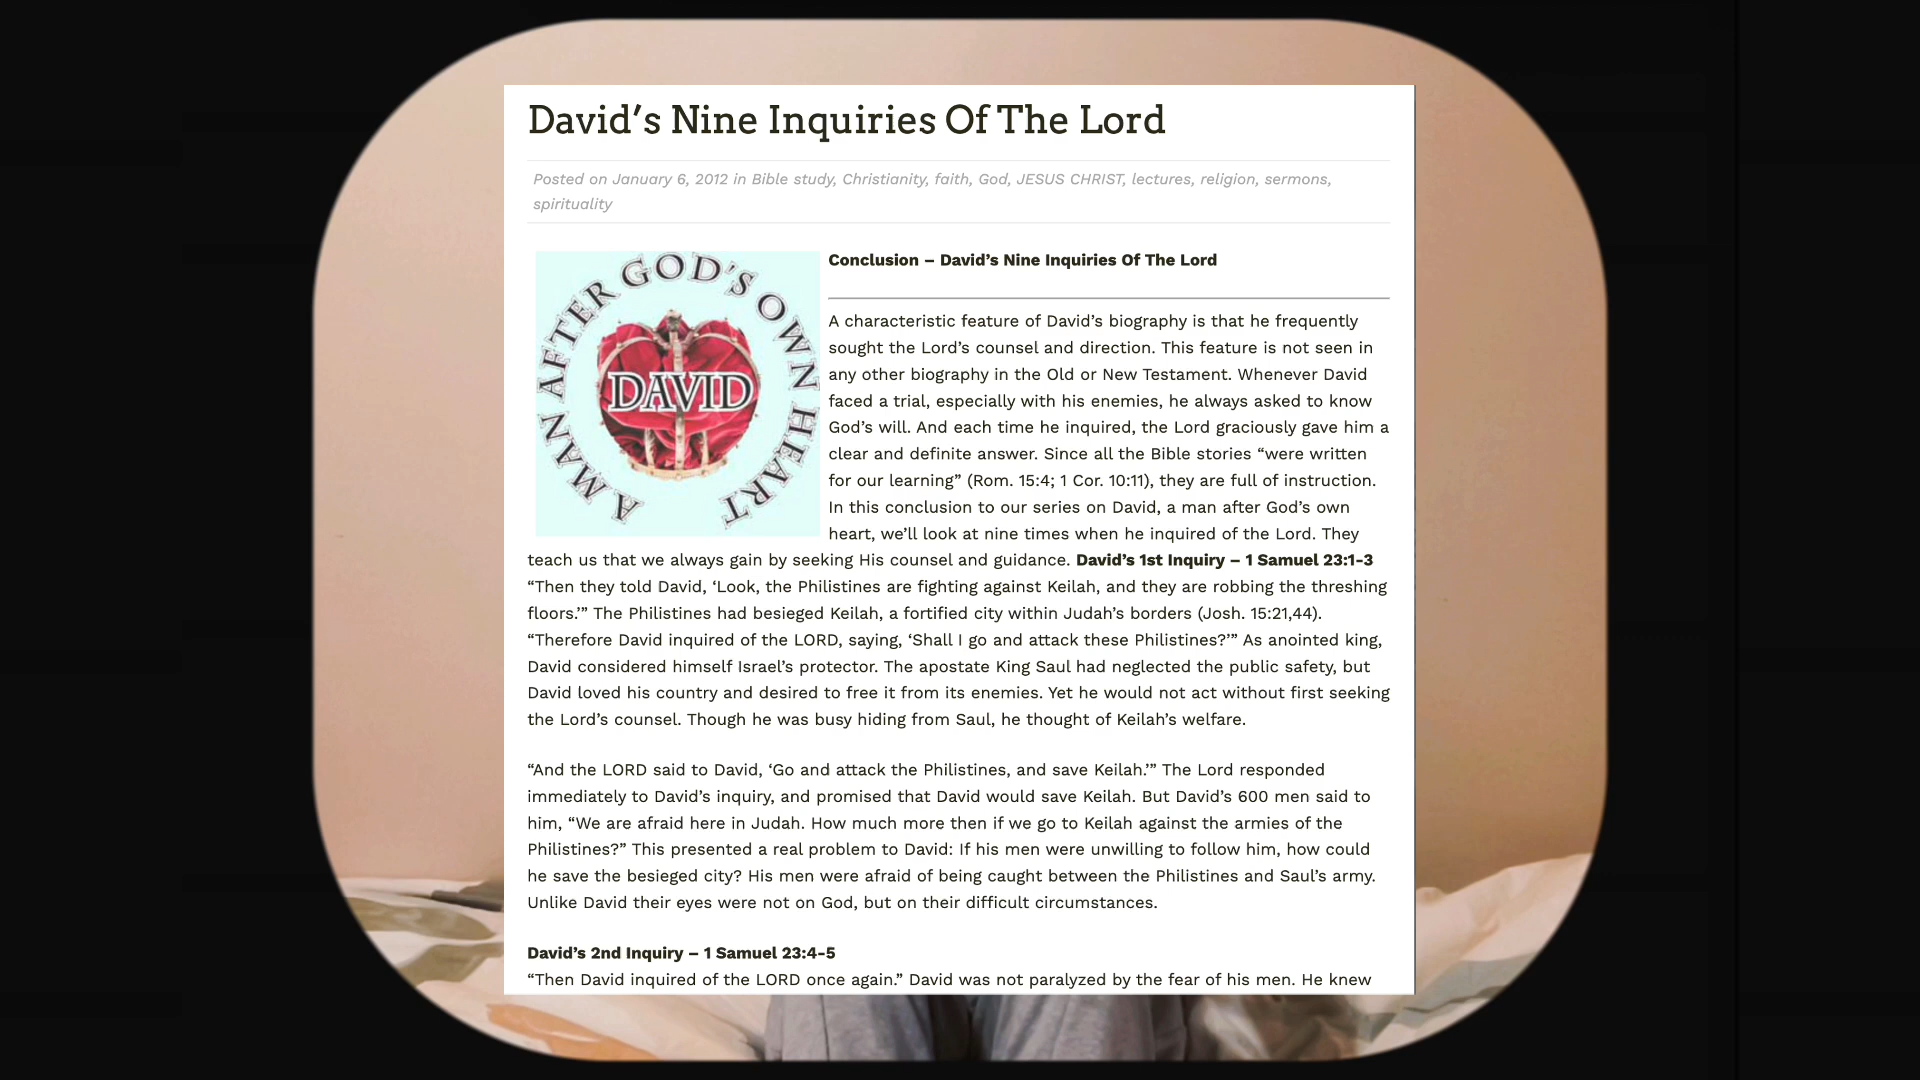 David’s Nine Inquiries Of The Lord
Posted on January 6, 2012 in Bible study, Christianity, faith, God, JESUS CHRIST, lectures, religion, sermons,
spirituality
A MAN AFTER GOD'S OWN HEART
DAVID
Conclusion – David’s Nine Inquiries Of The Lord
A characteristic feature of David’s biography is that he frequently
sought the Lord’s counsel and direction. This feature is not seen in
any other biography in the Old or New Testament. Whenever David
faced a trial, especially with his enemies, he always asked to know
God’s will. And each time he inquired, the Lord graciously gave him a
clear and definite answer. Since all the Bible stories “were written
for our learning” (Rom. 15:4; 1 Cor. 10:11), they are full of instruction.
In this conclusion to our series on David, a man after God’s own
heart, we’ll look at nine times when he inquired of the Lord. They
teach us that we always gain by seeking His counsel and guidance. David’s 1st Inquiry – 1 Samuel 23:1-3
“Then they told David, ‘Look, the Philistines are fighting against Keilah, and they are robbing the threshing
floors.’” The Philistines had besieged Keilah, a fortified city within Judah’s borders (Josh. 15:21,44).
“Therefore David inquired of the LORD, saying, ‘Shall I go and attack these Philistines?’” As anointed king,
David considered himself Israel’s protector. The apostate King Saul had neglected the public safety, but
David loved his country and desired to free it from its enemies. Yet he would not act without first seeking
the Lord’s counsel. Though he was busy hiding from Saul, he thought of Keilah’s welfare.
“And the LORD said to David, ‘Go and attack the Philistines, and save Keilah.’” The Lord responded
immediately to David’s inquiry, and promised that David would save Keilah. But David’s 600 men said to
him, “We are afraid here in Judah. How much more then if we go to Keilah against the armies of the
Philistines?” This presented a real problem to David: If his men were unwilling to follow him, how could
he save the besieged city? His men were afraid of being caught between the Philistines and Saul’s army.
Unlike David their eyes were not on God, but on their difficult circumstances.
David’s 2nd Inquiry – 1 Samuel 23:4-5
“Then David inquired of the LORD once again.” David was not paralyzed by the fear of his men. He knew